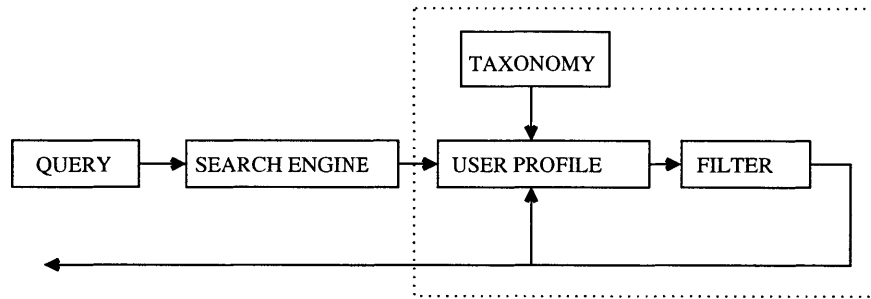 TAXONOMY
QUERY
SEARCH ENGINE
USER PROFILE
FILTER